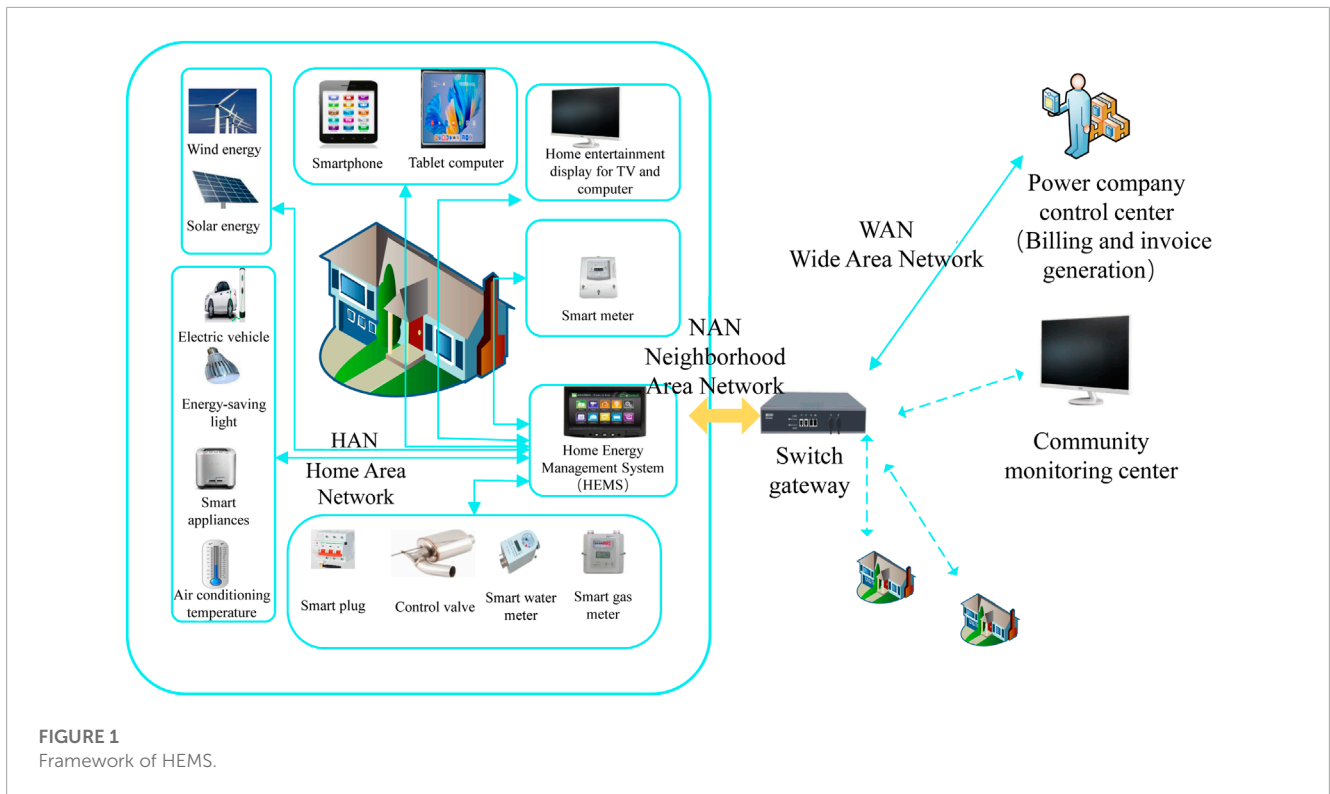 Wind energy
Solar energy
Smartphone
Tablet computer
Home entertainment
display for TV and
computer
Smart meter
Electric vehicle
Energy-saving
light
Smart
appliances
Air conditioning
temperature
HAN
Home Area
Network
Home Energy
Management System
(HEMS)
Smart plug
Control valve
Smart water
meter
Smart gas
meter
NAN
Neighborhood
Area Network
Switch
gateway
WAN
Wide Area Network
Power company
control center
(Billing and invoice
generation)
Community
monitoring center
FIGURE 1
Framework of HEMS.